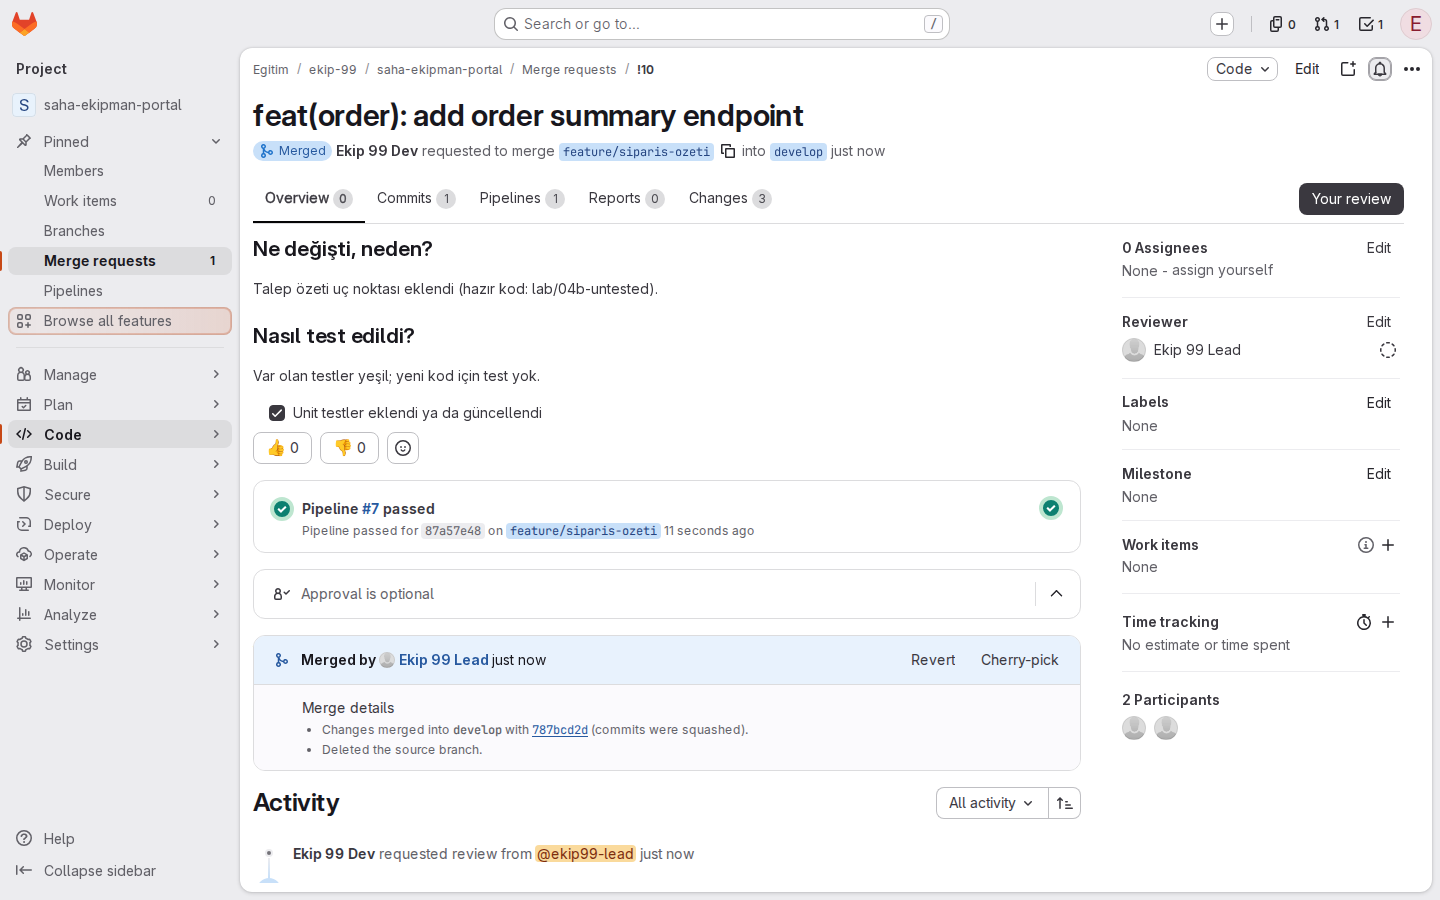 Search or go to...
/
0
1
1
E
Project
S
saha-ekipman-portal
Pinned
Members
Work items 0
Branches
Merge requests 1
Pipelines
Browse all features
Manage
Plan
Code
Build
Secure
Deploy
Operate
Monitor
Analyze
Settings
Help
Collapse sidebar
Egitim / ekip-99 / saha-ekipman-portal / Merge requests / !10
Code
Edit
feat(order): add order summary endpoint
Merged Ekip 99 Dev requested to merge feature/siparis-ozeti into develop just now
Overview 0
Commits 1
Pipelines 1
Reports 0
Changes 3
Your review
Ne değişti, neden?
Talep özeti uç noktası eklendi (hazır kod: lab/04b-untested).
Nasıl test edildi?
Var olan testler yeşil; yeni kod için test yok.
Unit testler eklendi ya da güncellendi
👍 0
👎 0
Pipeline #7 passed
Pipeline passed for 87a57e48 on feature/siparis-ozeti 11 seconds ago
Approval is optional
Merged by Ekip 99 Lead just now
Revert
Cherry-pick
Merge details
Changes merged into develop with 787bcd2d (commits were squashed).
Deleted the source branch.
Activity
All activity
Ekip 99 Dev requested review from @ekip99-lead just now
0 Assignees
Edit
None - assign yourself
Reviewer
Edit
Ekip 99 Lead
Labels
Edit
None
Milestone
Edit
None
Work items
None
Time tracking
No estimate or time spent
2 Participants